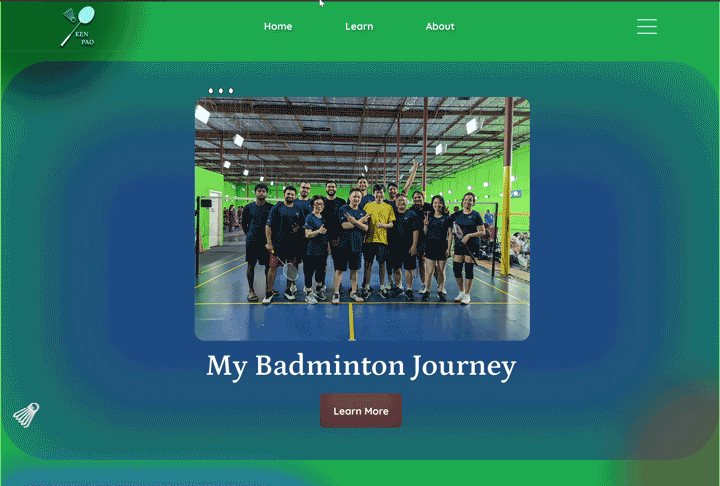 KEN
PAO
Home
Learn
About
My Badminton Journey
Learn More